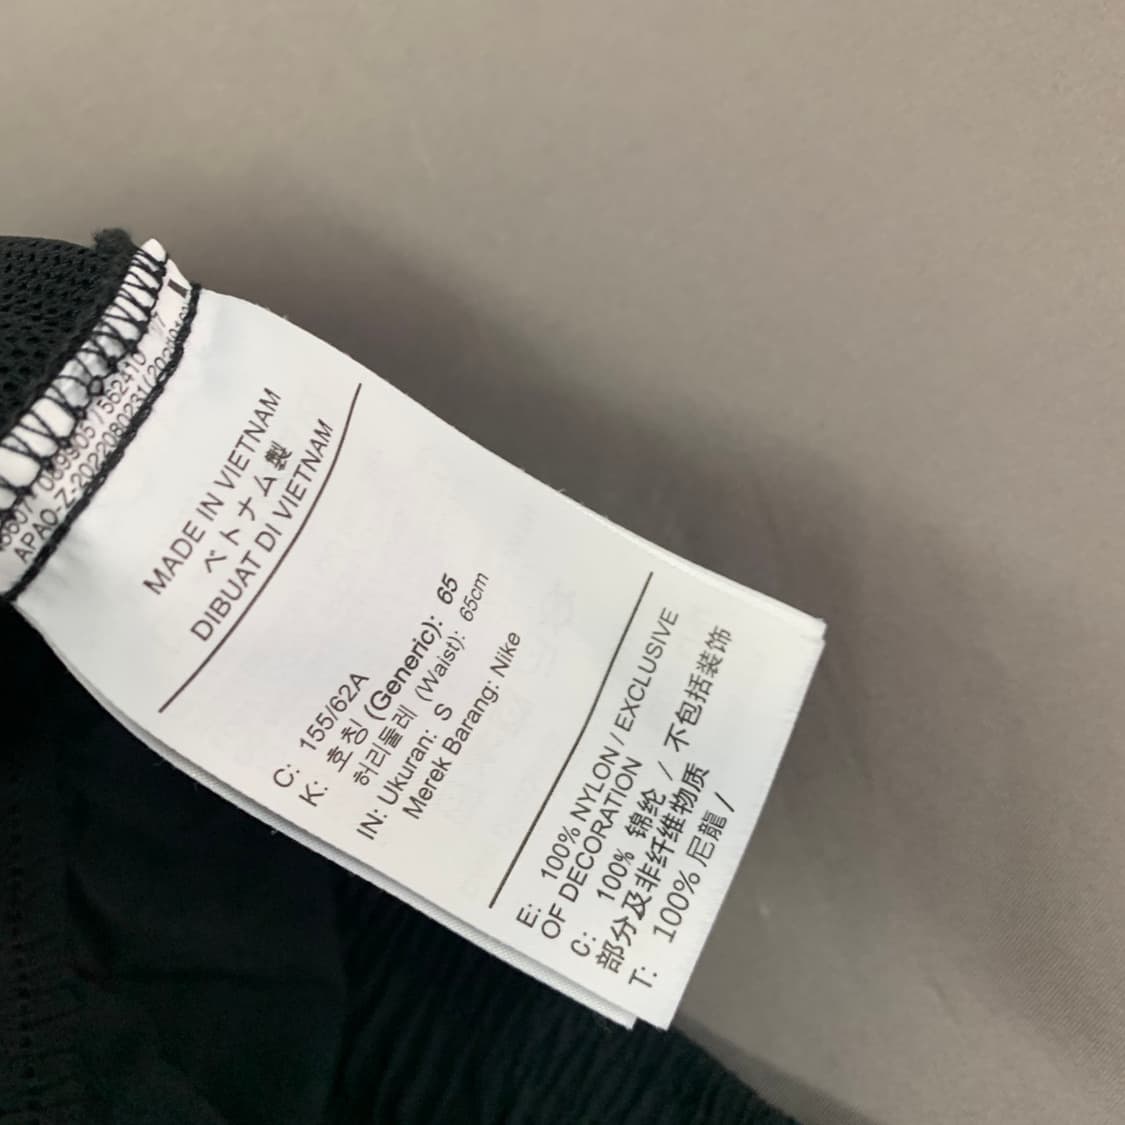 MADE IN VIETNAM
ベトナム製
DIBUAT DI VIETNAM
C: 155/62A
K: 호칭 (Generic): 65
허리둘레 (Waist): 65cm
IN: Ukuran: S
Merek Barang: Nike
E: 100% NYLON / EXCLUSIVE
OF DECORATION
C: 100% 锦纶 / 不包括装饰
部分及非纤维物质
T: 100% 尼龍 /